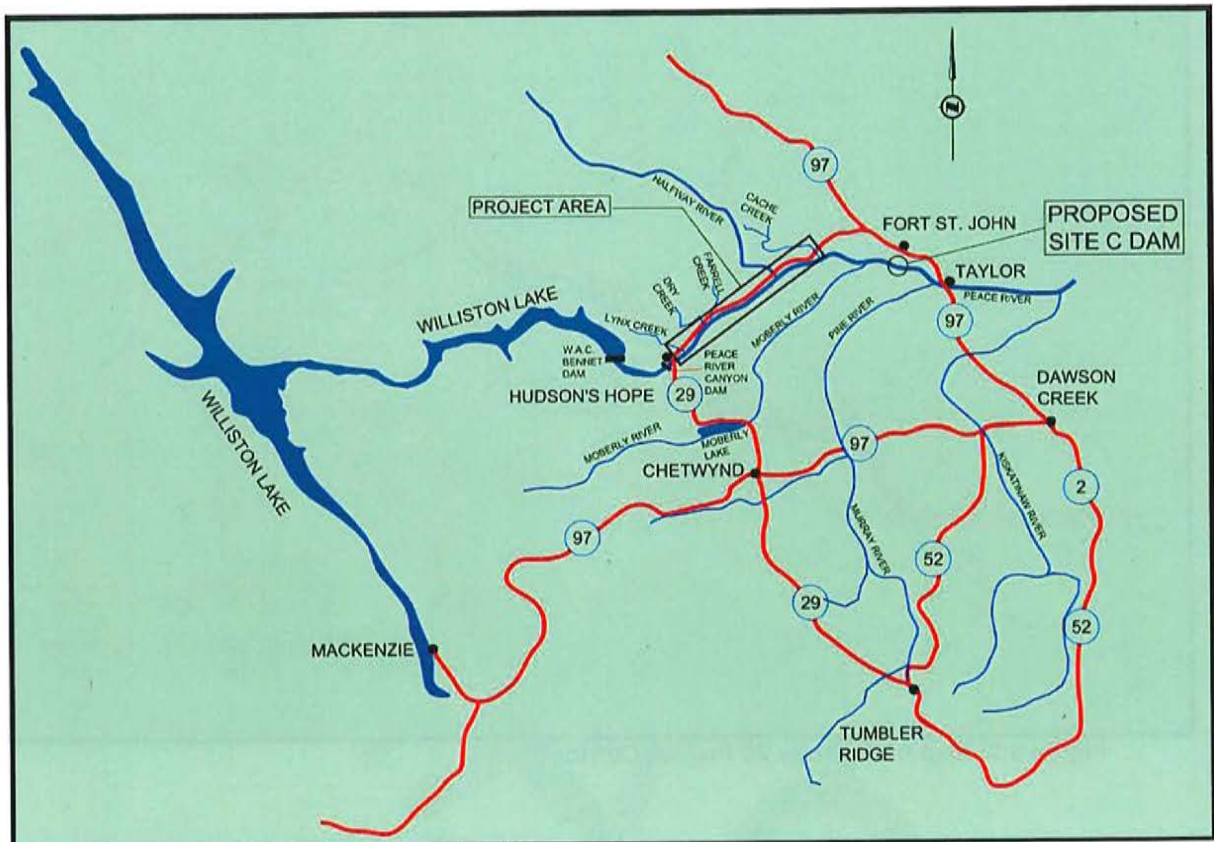 97
HALFWAY RIVER
CACHE
CREEK
PROJECT AREA
FORT ST. JOHN
PROPOSED
SITE C DAM
TAYLOR
PEACE RIVER
FARRELL
CREEK
DRY
CREEK
LYNX CREEK
MOBERLY RIVER
PINE RIVER
97
WILLISTON LAKE
W.A.C.
BENNET
DAM
PEACE
RIVER
CANYON
DAM
HUDSON'S HOPE
29
DAWSON
CREEK
WILLISTON LAKE
MOBERLY RIVER
MOBERLY
LAKE
97
CHETWYND
KISKATINAW RIVER
2
97
MURRAY RIVER
52
29
52
MACKENZIE
TUMBLER
RIDGE
N